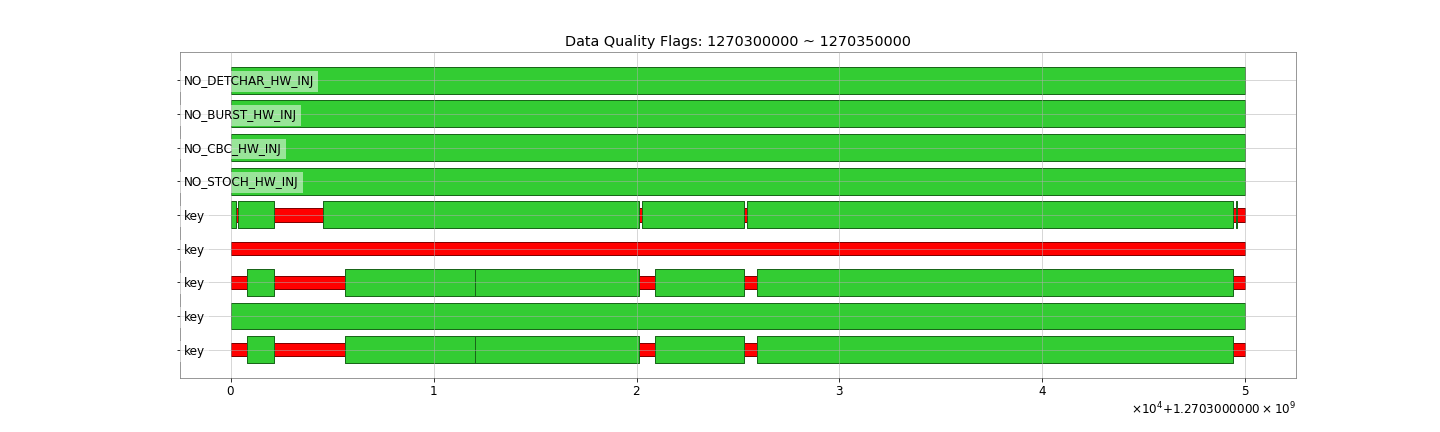 Data Quality Flags: 1270300000 ~ 1270350000
NO_DETCHAR_HW_INJ
NO_BURST_HW_INJ
NO_CBC_HW_INJ
NO_STOCH_HW_INJ
key
key
key
key
key
0 1 2 3 4 5
×10⁴+1.2703000000 × 10⁹